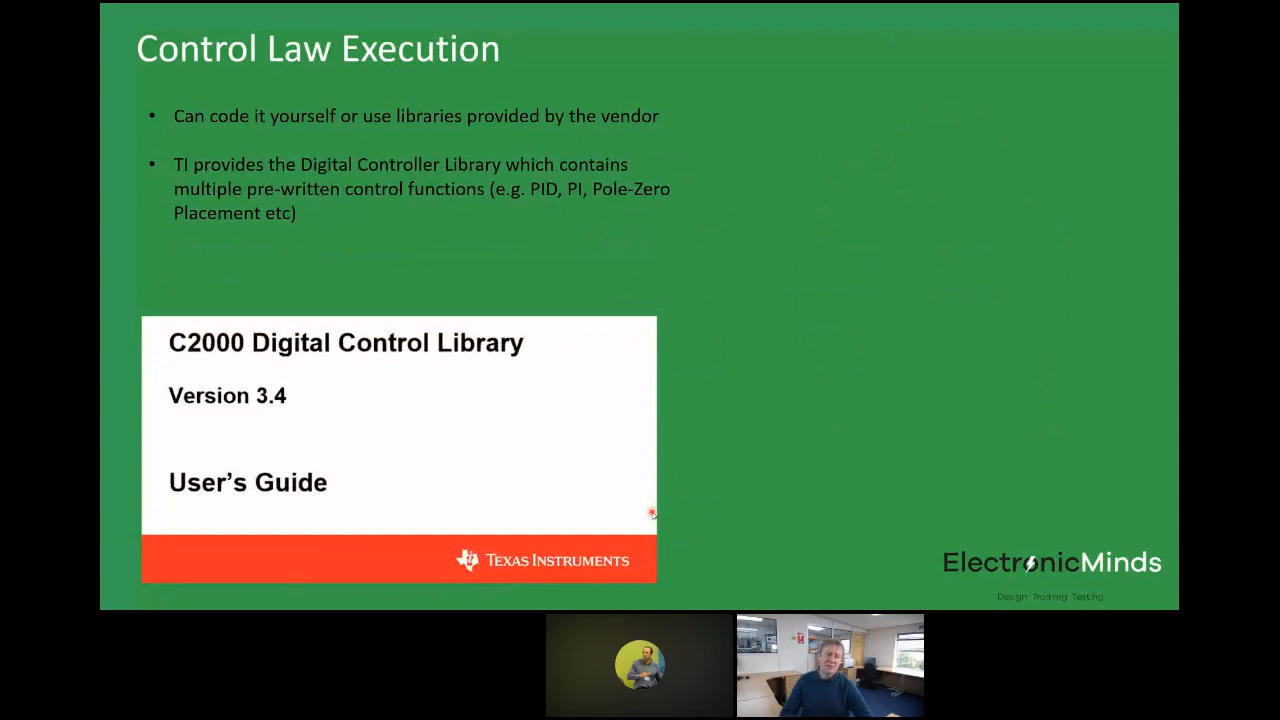 Control Law Execution
• Can code it yourself or use libraries provided by the vendor
• TI provides the Digital Controller Library which contains
multiple pre-written control functions (e.g. PID, PI, Pole-Zero
Placement etc)
C2000 Digital Control Library
Version 3.4
User’s Guide
TEXAS INSTRUMENTS
ElectronicMinds
Design Training Testing